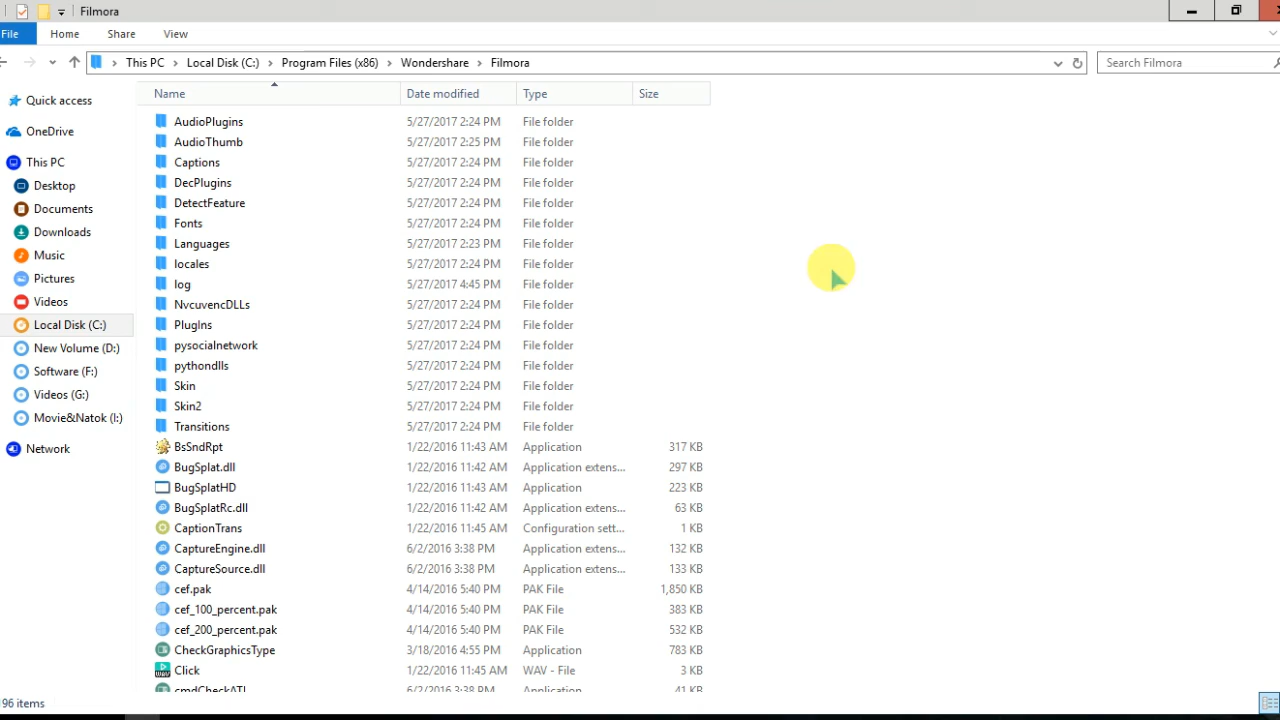 Filmora
File Home Share View
This PC Local Disk (C:) Program Files (x86) Wondershare Filmora Search Filmora
Name Date modified Type Size
Quick access
OneDrive
This PC
Desktop
Documents
Downloads
Music
Pictures
Videos
Local Disk (C:)
New Volume (D:)
Software (F:)
Videos (G:)
Movie&Natok (I:)
Network
AudioPlugins 5/27/2017 2:24 PM File folder
AudioThumb 5/27/2017 2:25 PM File folder
Captions 5/27/2017 2:24 PM File folder
DecPlugins 5/27/2017 2:24 PM File folder
DetectFeature 5/27/2017 2:24 PM File folder
Fonts 5/27/2017 2:24 PM File folder
Languages 5/27/2017 2:23 PM File folder
locales 5/27/2017 2:24 PM File folder
log 5/27/2017 4:45 PM File folder
NvcuvencDLLs 5/27/2017 2:24 PM File folder
PlugIns 5/27/2017 2:24 PM File folder
pysocialnetwork 5/27/2017 2:24 PM File folder
pythondlls 5/27/2017 2:24 PM File folder
Skin 5/27/2017 2:24 PM File folder
Skin2 5/27/2017 2:24 PM File folder
Transitions 5/27/2017 2:24 PM File folder
BsSndRpt 1/22/2016 11:43 AM Application 317 KB
BugSplat.dll 1/22/2016 11:42 AM Application extens... 297 KB
BugSplatHD 1/22/2016 11:43 AM Application 223 KB
BugSplatRc.dll 1/22/2016 11:42 AM Application extens... 63 KB
CaptionTrans 1/22/2016 11:45 AM Configuration sett... 1 KB
CaptureEngine.dll 6/2/2016 3:38 PM Application extens... 132 KB
CaptureSource.dll 6/2/2016 3:38 PM Application extens... 133 KB
cef.pak 4/14/2016 5:40 PM PAK File 1,850 KB
cef_100_percent.pak 4/14/2016 5:40 PM PAK File 383 KB
cef_200_percent.pak 4/14/2016 5:40 PM PAK File 532 KB
CheckGraphicsType 3/18/2016 4:55 PM Application 783 KB
Click 1/22/2016 11:45 AM WAV - File 3 KB
cmdCheckATI 6/2/2016 3:38 PM Application 41 KB
96 items